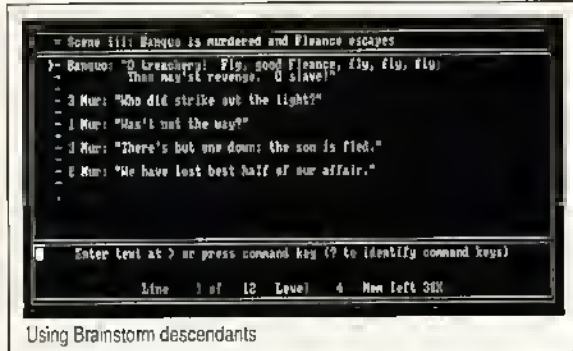 = Scene iii: Banquo is murdered and Fleance escapes
>- Banquo: "O treachery! Fly, good Fleance, fly, fly, fly;
- Thou may'st revenge. O slave!"
-
- 3 Mur: "Who did strike out the light?"
-
- 1 Mur: "Was't not the way?"
-
- 3 Mur: "There's but one down; the son is fled."
-
- 2 Mur: "We have lost best half of our affair."
-
Enter text at > or press command key (? to identify command keys)
Line 1 of 12 Level 4 Mem left
Using Brainstorm descendants